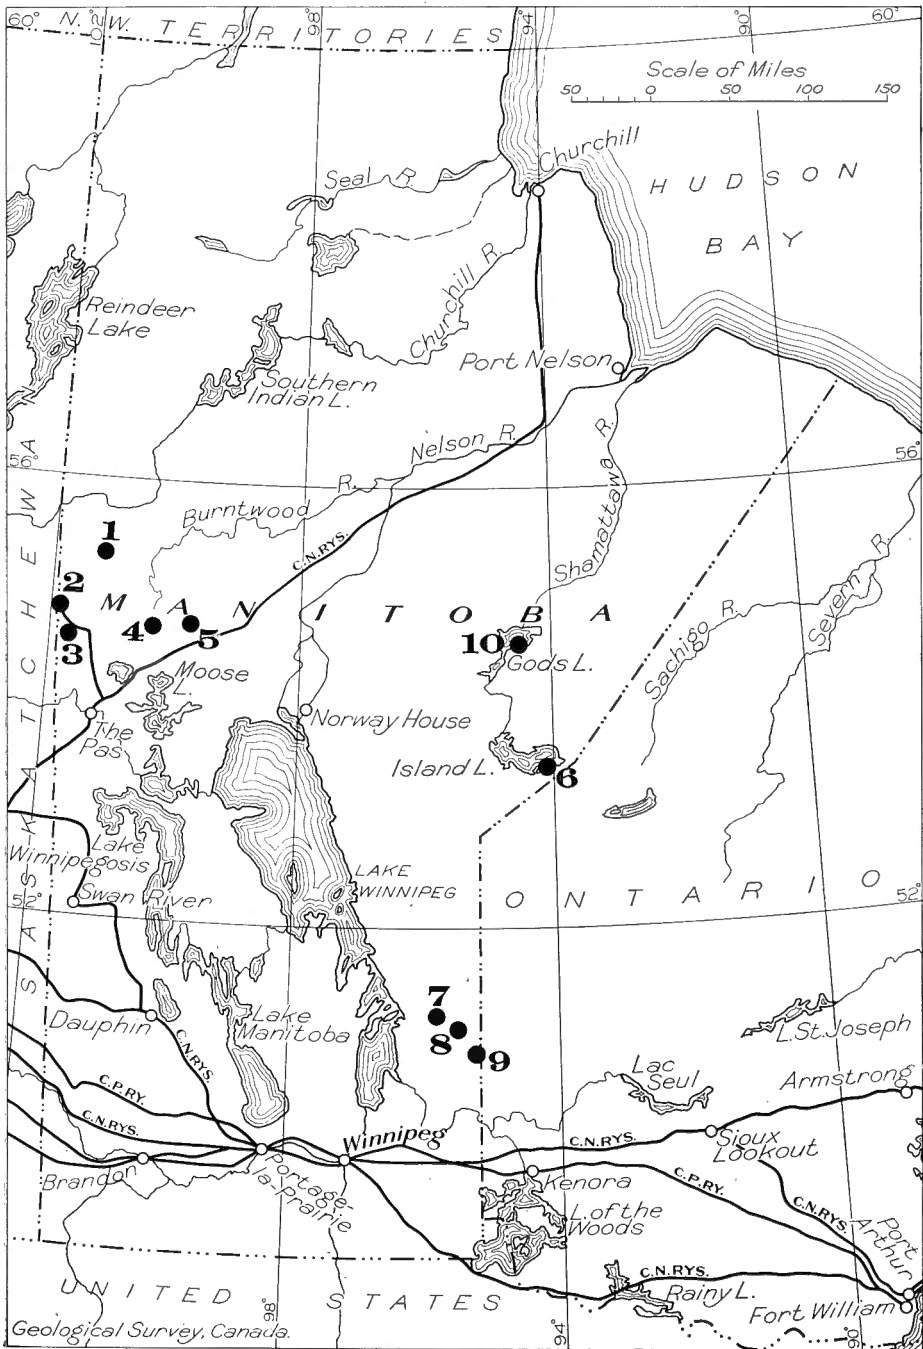 60° N.W. TERRITORIES 60°
102°
98°
94°
90°
Scale of Miles
50 0 50 100 150
Churchill
Seal R.
HUDSON
BAY
Churchill R.
Reindeer
Lake
Southern
Indian L.
Port Nelson
Nelson R.
Shamattawa R.
56°
56°
Burntwood R.
C.N.RYS.
1
2
3
4
5
MANITOBA
SASKATCHEWAN
10
Gods L.
Sachigo R.
Severn R.
Moose
L.
The
Pas
Norway House
Island L.
6
Lake
Winnipegosis
LAKE
WINNIPEG
Swan River
52°
ONTARIO
52°
7
8
9
Dauphin
C.N.RYS.
Lake
Manitoba
L. St. Joseph
Lac
Seul
Armstrong
C.P.RY.
C.N.RYS.
Winnipeg
C.N.RYS.
Sioux
Lookout
Brandon
Portage-
la-Prairie
Kenora
C.P.RY.
L. of the
Woods
C.N.RYS.
Port
Arthur
C.N.RYS.
Rainy L.
Fort William
UNITED STATES
98°
94°
90°
Geological Survey, Canada.